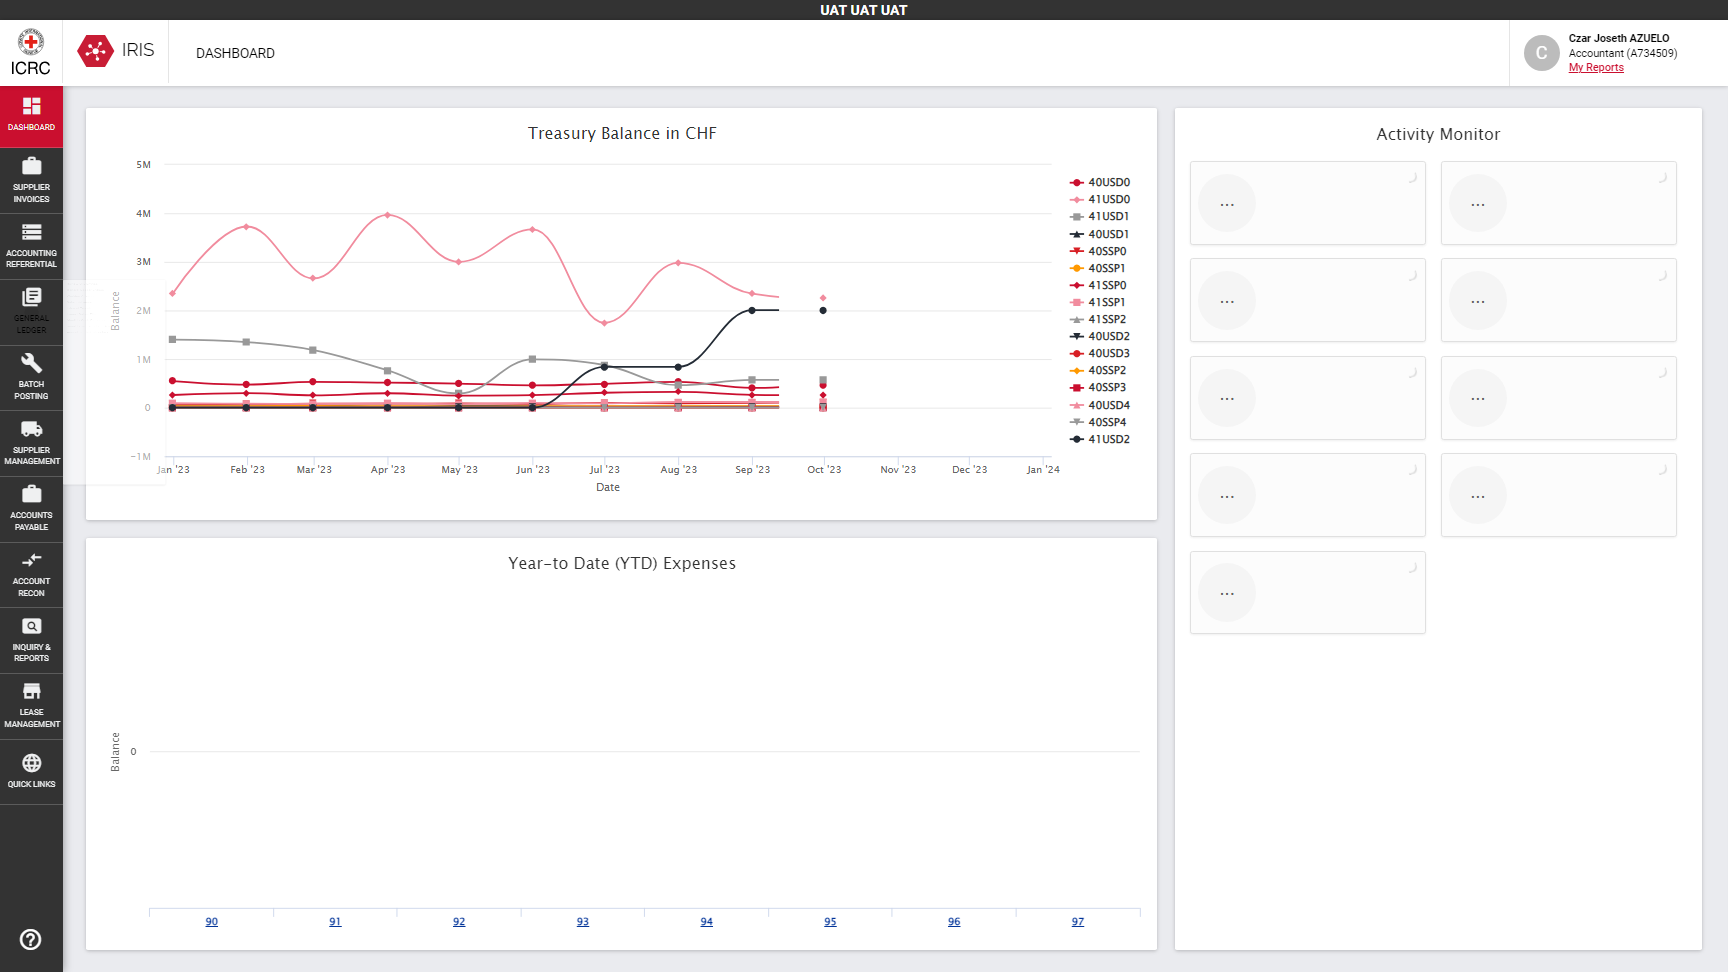 UAT UAT UAT
ICRC
IRIS
DASHBOARD
Czar Joseth AZUELO
C
Accountant (A734509)
My Reports
DASHBOARD
SUPPLIER
INVOICES
ACCOUNTING
REFERENTIAL
GENERAL
LEDGER
BATCH
POSTING
SUPPLIER
MANAGEMENT
ACCOUNTS
PAYABLE
ACCOUNT
RECON
INQUIRY &
REPORTS
LEASE
MANAGEMENT
QUICK LINKS
Treasury Balance in CHF
5M
4M
3M
2M
1M
0
−1M
Balance
Jan '23 Feb '23 Mar '23 Apr '23 May '23 Jun '23 Jul '23 Aug '23 Sep '23 Oct '23 Nov '23 Dec '23 Jan '24
Date
40USD0
41USD0
41USD1
40USD1
40SSP0
40SSP1
41SSP0
41SSP1
41SSP2
40USD2
40USD3
40SSP2
40SSP3
40USD4
40SSP4
41USD2
Year-to Date (YTD) Expenses
Balance
0
90 91 92 93 94 95 96 97
Activity Monitor
... ...
... ...
... ...
... ...
...